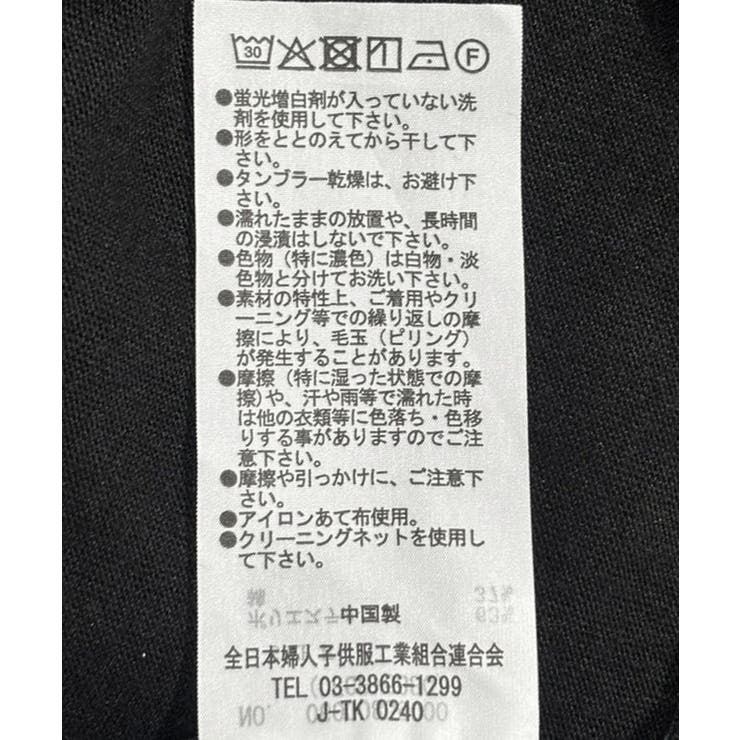 30 F
●蛍光増白剤が入っていない洗
剤を使用して下さい。
●形をととのえてから干して下
さい。
●タンブラー乾燥は、お避け下
さい。
●濡れたままの放置や、長時間
の浸漬はしないで下さい。
●色物（特に濃色）は白物・淡
色物と分けてお洗い下さい。
●素材の特性上、ご着用やクリ
ーニング等での繰り返しの摩
擦により、毛玉（ピリング）
が発生することがあります。
●摩擦（特に湿った状態での摩
擦）や、汗や雨等で濡れた時
は他の衣類等に色落ち・色移
りする事がありますのでご注
意下さい。
●摩擦や引っかけに、ご注意下
さい。
●アイロンあて布使用。
●クリーニングネットを使用し
て下さい。
綿 37%
ポリエステ 63%
中国製
全日本婦人子供服工業組合連合会
TEL 03-3866-1299
J-TK 0240
NO.